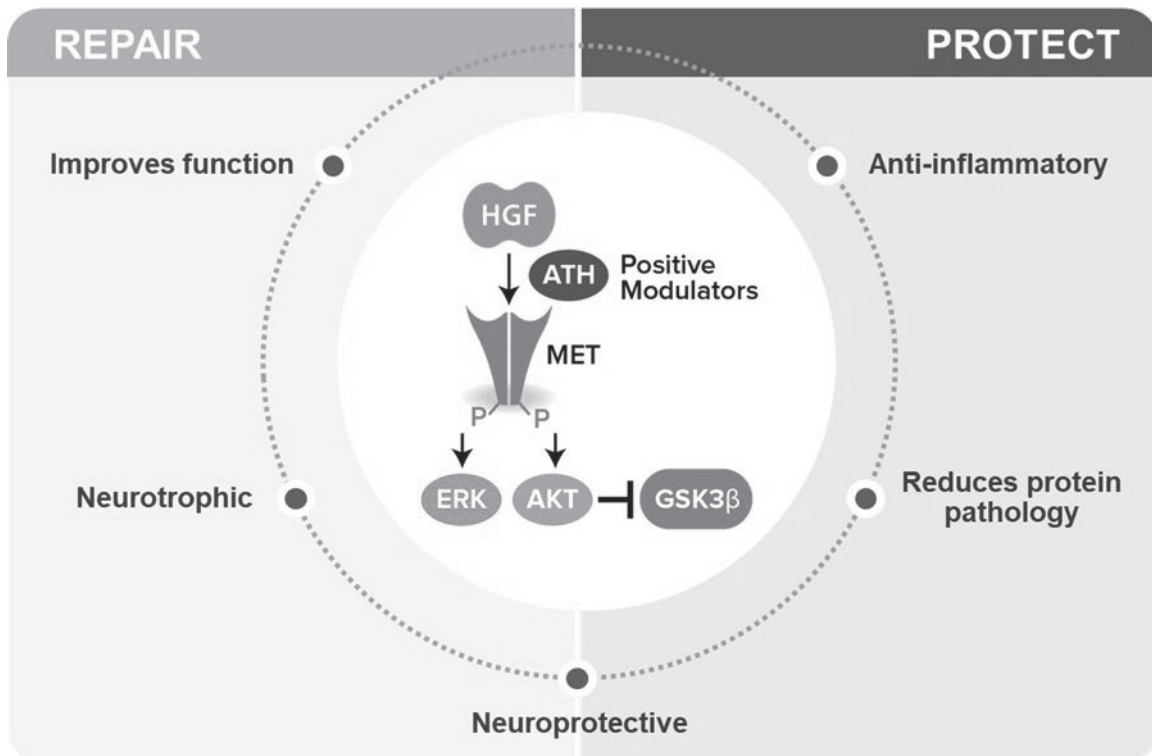 REPAIR
PROTECT
Improves function
Anti-inflammatory
HGF
ATH
Positive
Modulators
MET
P
P
ERK
AKT
GSK3β
Neurotrophic
Reduces protein
pathology
Neuroprotective